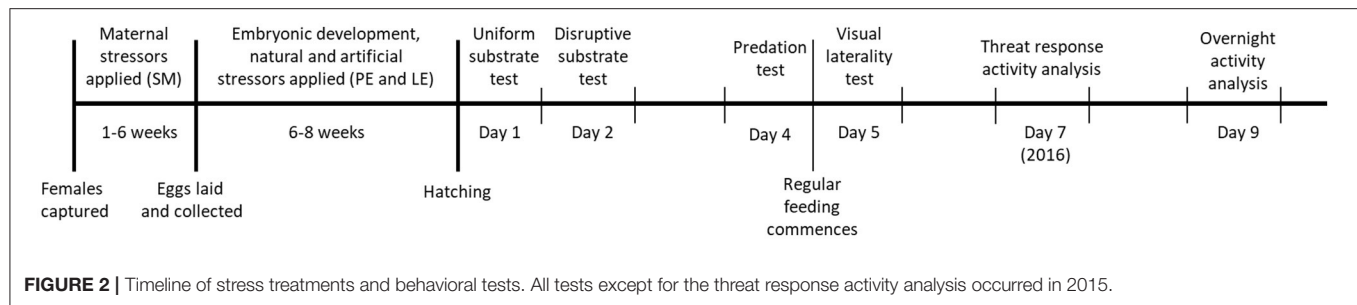 Maternal
stressors
applied (SM)
Embryonic development,
natural and artificial
stressors applied (PE and LE)
Uniform
substrate
test
Disruptive
substrate
test
Predation
test
Visual
laterality
test
Threat response
activity analysis
Overnight
activity
analysis
1-6 weeks
6-8 weeks
Day 1
Day 2
Day 4
Day 5
Day 7
(2016)
Day 9
Females
captured
Eggs laid
and collected
Hatching
Regular
feeding
commences
FIGURE 2 | Timeline of stress treatments and behavioral tests. All tests except for the threat response activity analysis occurred in 2015.